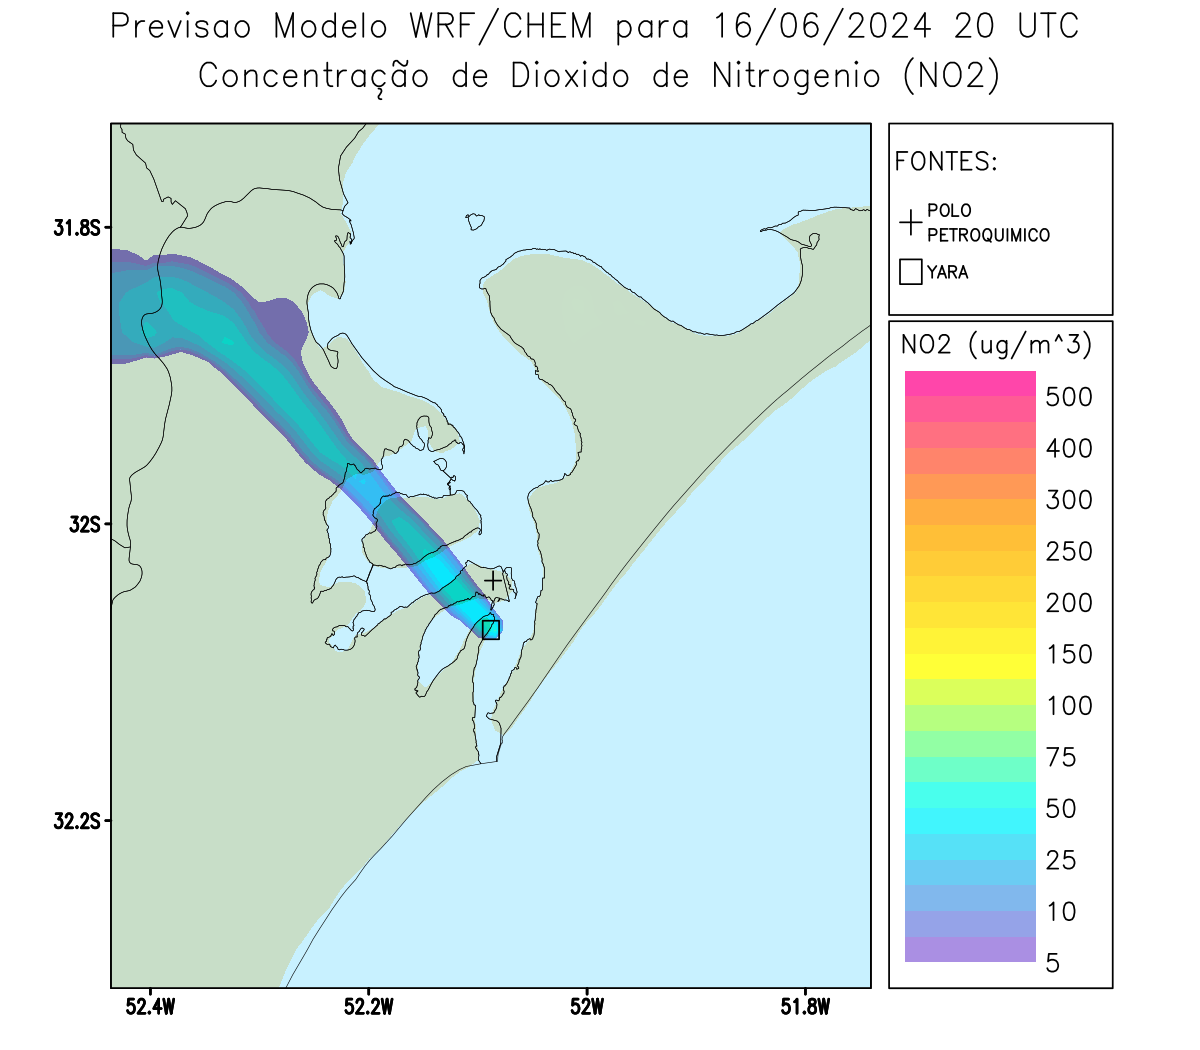 Previsao Modelo WRF/CHEM para 16/06/2024 20 UTC
Concentração de Dioxido de Nitrogenio (NO2)
FONTES:
POLO
PETROQUIMICO
YARA
NO2 (ug/m^3)
500
400
300
250
200
150
100
75
50
25
10
5
31.8S
32S
32.2S
52.4W
52.2W
52W
51.8W